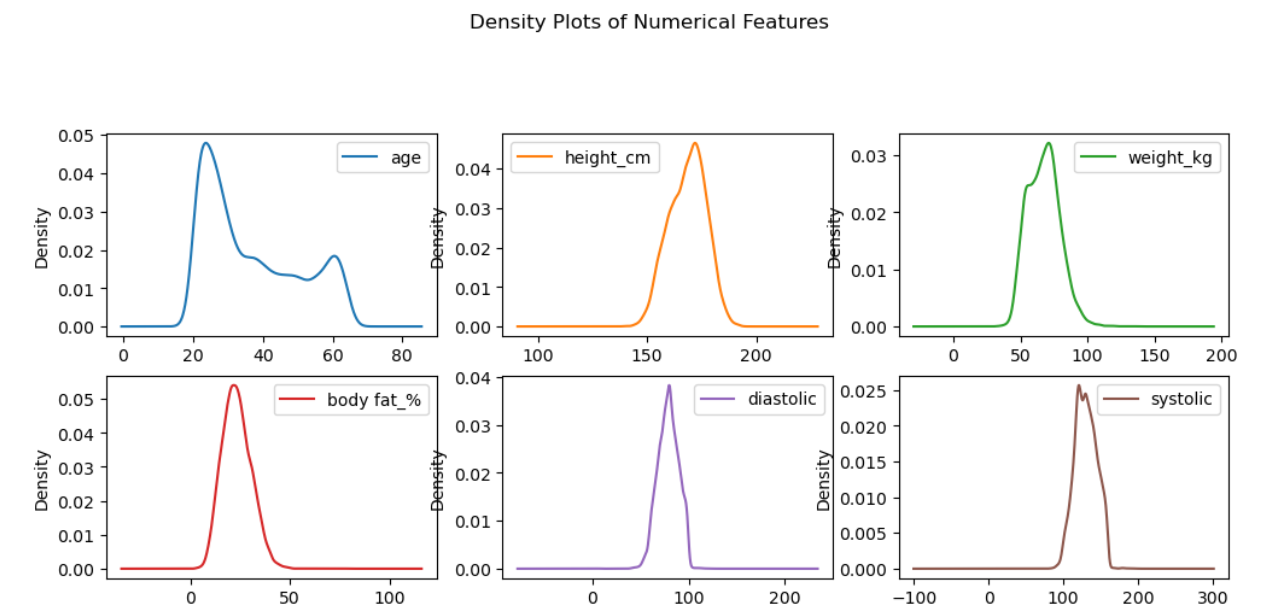 Density Plots of Numerical Features
0.05
0.04
0.03
0.02
0.01
0.00
Density
age
0 20 40 60 80
0.04
0.03
0.02
0.01
0.00
Density
height_cm
100 150 200
0.03
0.02
0.01
0.00
Density
weight_kg
0 50 100 150 200
0.05
0.04
0.03
0.02
0.01
0.00
Density
body fat_%
0 50 100
0.04
0.03
0.02
0.01
0.00
Density
diastolic
0 100 200
0.025
0.020
0.015
0.010
0.005
0.000
Density
systolic
−100 0 100 200 300